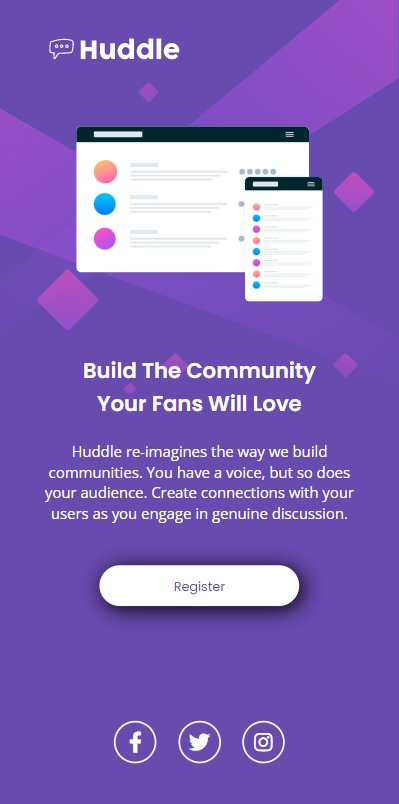 Huddle
Build The Community
Your Fans Will Love
Huddle re-imagines the way we build
communities. You have a voice, but so does
your audience. Create connections with your
users as you engage in genuine discussion.
Register